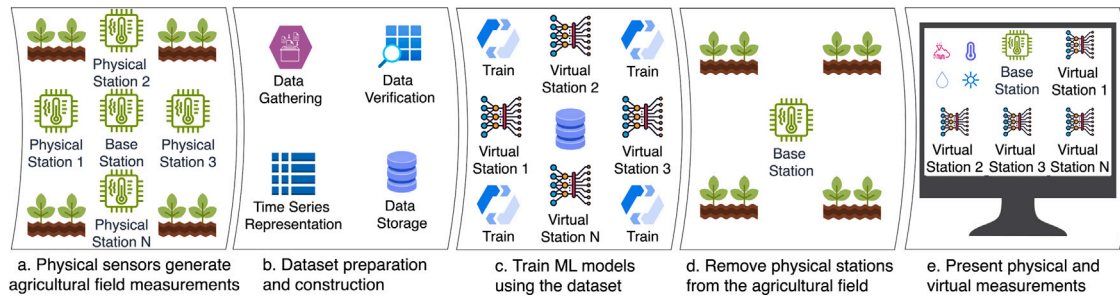 Physical
Station 2
Physical
Station 1
Base
Station
Physical
Station 3
Physical
Station N
a. Physical sensors generate
agricultural field measurements
Data
Gathering
Data
Verification
Time Series
Representation
Data
Storage
b. Dataset preparation
and construction
Train
Virtual
Station 2
Train
Virtual
Station 1
Virtual
Station 3
Train
Virtual
Station N
Train
c. Train ML models
using the dataset
Base
Station
d. Remove physical stations
from the agricultural field
Base
Station
Virtual
Station 1
Virtual
Station 2
Virtual
Station 3
Virtual
Station N
e. Present physical and
virtual measurements